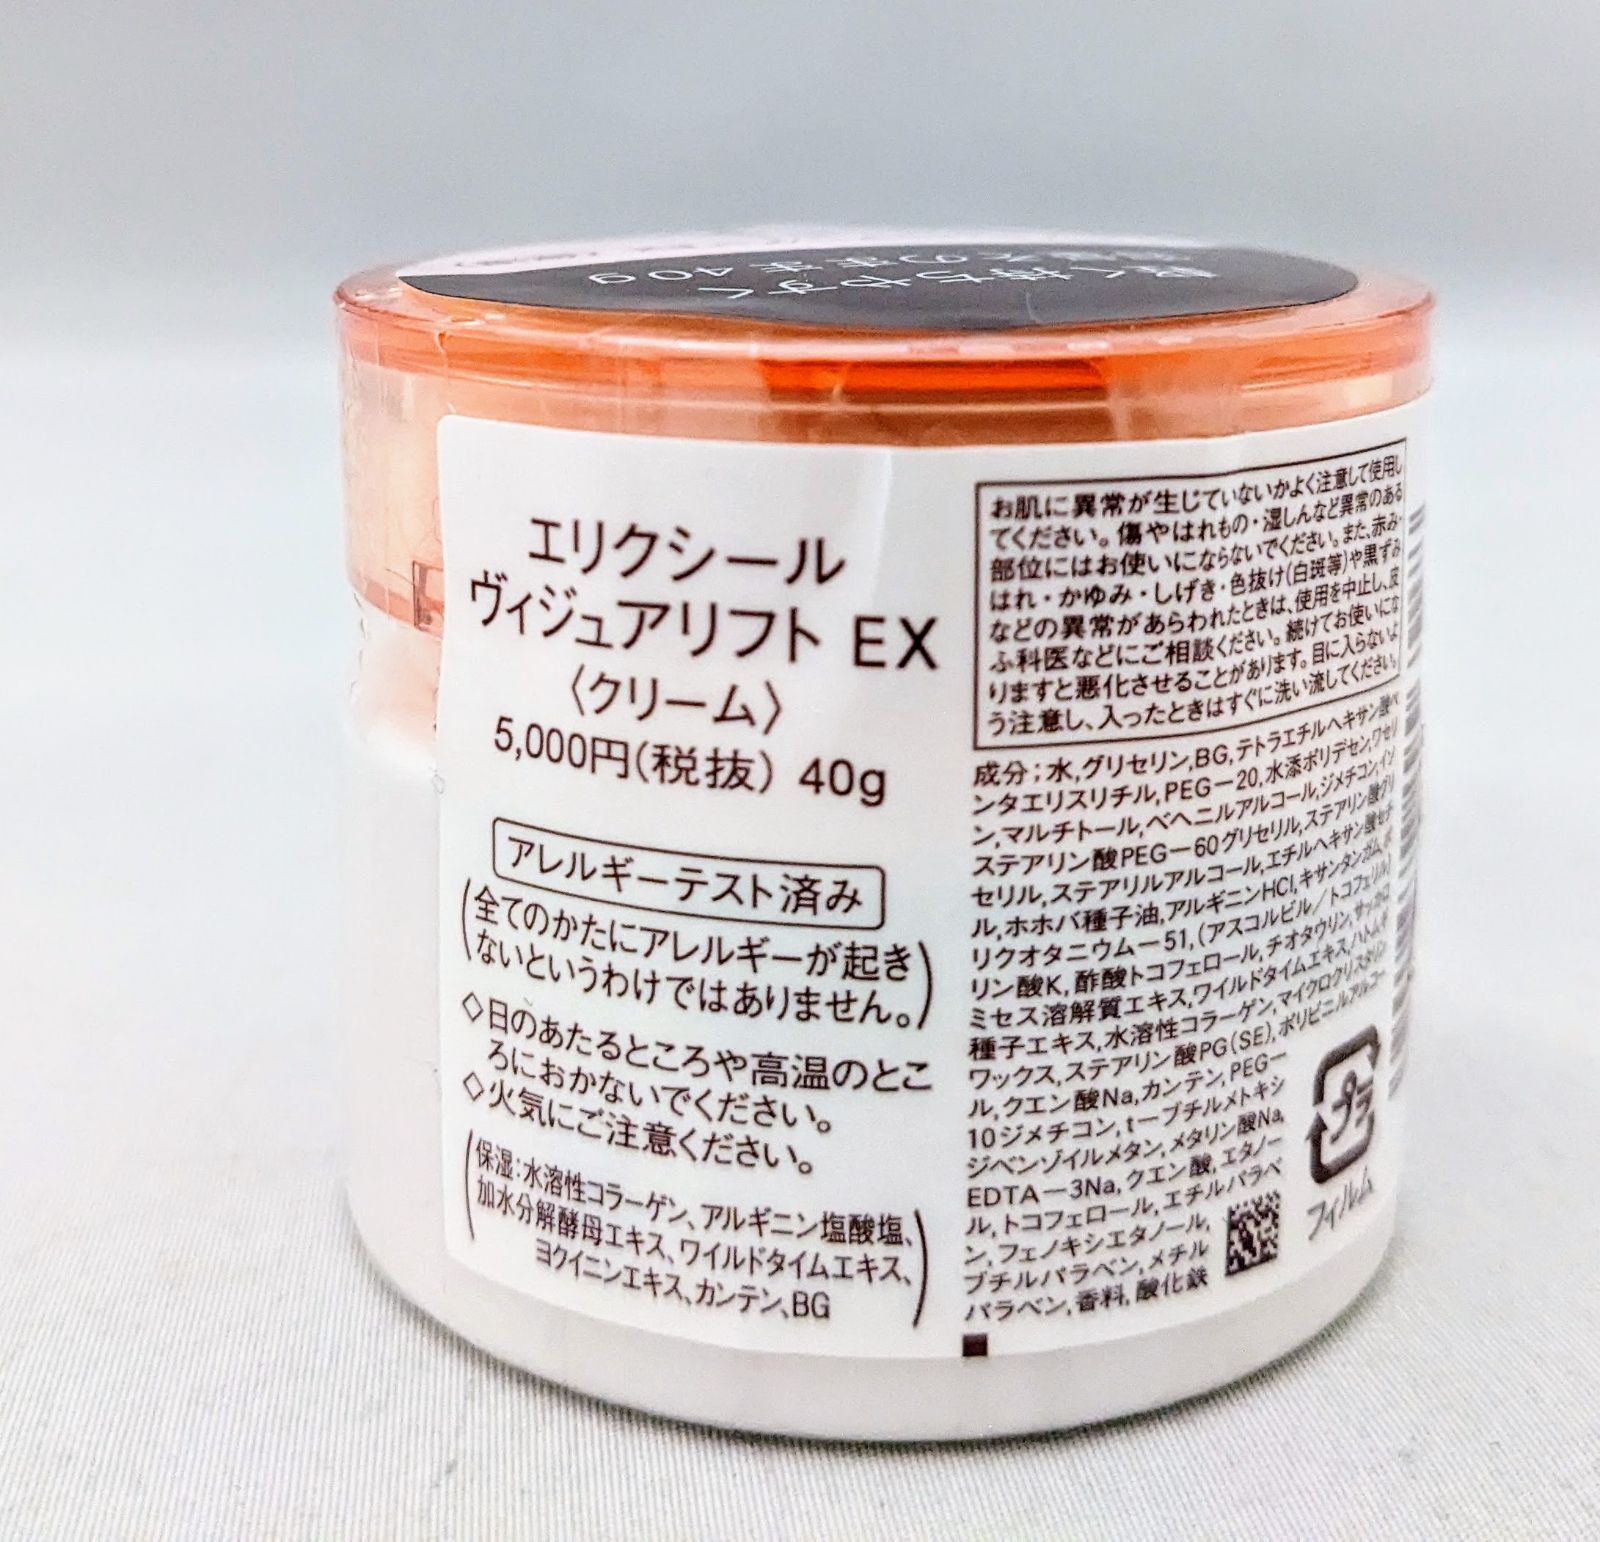 く持ちやすく
40g
エリクシール
ヴィジュアリフト EX
〈クリーム〉
5,000円(税抜) 40g
アレルギーテスト済み
(全てのかたにアレルギーが起き
ないというわけではありません。)
◇日のあたるところや高温のとこ
ろにおかないでください。
◇火気にご注意ください。
(保湿:水溶性コラーゲン、アルギニン塩酸塩、
加水分解酵母エキス、ワイルドタイムエキス、
ヨクイニンエキス、カンテン、BG)
お肌に異常が生じていないかよく注意して使用し
てください。傷やはれもの・湿しんなど異常のある
部位にはお使いにならないでください。また、赤み・
はれ・かゆみ・しげき・色抜け(白斑等)や黒ずみ
などの異常があらわれたときは、使用を中止し、皮
ふ科医などにご相談ください。続けてお使いにな
りますと悪化させることがあります。目に入らないよ
う注意し、入ったときはすぐに洗い流してください。
成分;水,グリセリン,BG,テトラエチルヘキサン酸ペ
ンタエリスリチル,PEG-20,水添ポリデセン,ワセリ
ン,マルチトール,ベヘニルアルコール,ジメチコン,イソ
ステアリン酸PEG-60グリセリル,ステアリン酸グリ
セリル,ステアリルアルコール,エチルヘキサン酸セチ
ル,ホホバ種子油,アルギニンHCl,キサンタンガム,ポ
リクオタニウム-51,(アスコルビル/トコフェリル)
リン酸K,酢酸トコフェロール,チオタウリン,サッカロ
ミセス溶解質エキス,ワイルドタイムエキス,ハトムギ
種子エキス,水溶性コラーゲン,マイクロクリスタリン
ワックス,ステアリン酸PG(SE),ポリビニルアルコー
ル,クエン酸Na,カンテン,PEG-
10ジメチコン,t-ブチルメトキシ
ジベンゾイルメタン,メタリン酸Na,
EDTA-3Na,クエン酸,エタノー
ル,トコフェロール,エチルパラベ
ン,フェノキシエタノール,
ブチルパラベン,メチル
パラベン,香料,酸化鉄
プラ
フィルム